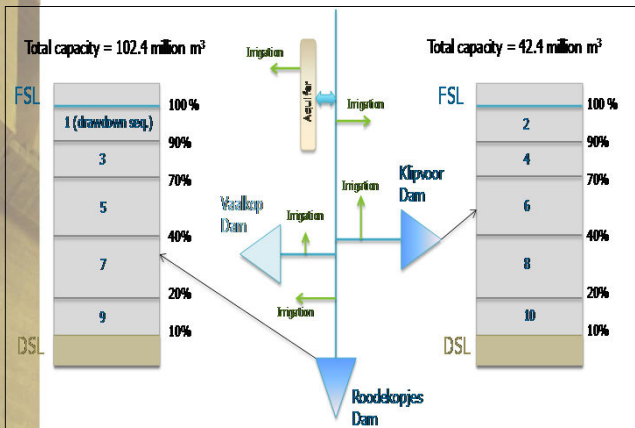 Total capacity = 102.4 million m³
FSL
100 %
1 (drawdown seq.)
90%
3
70%
5
40%
7
20%
9
10%
DSL
Irrigation
Aquifer
Irrigation
Vaalkop
Dam
Irrigation
Irrigation
Klipvoor
Dam
Irrigation
Roodekopjes
Dam
Total capacity = 42.4 million m³
FSL
100 %
2
90%
4
70%
6
40%
8
20%
10
10%
DSL